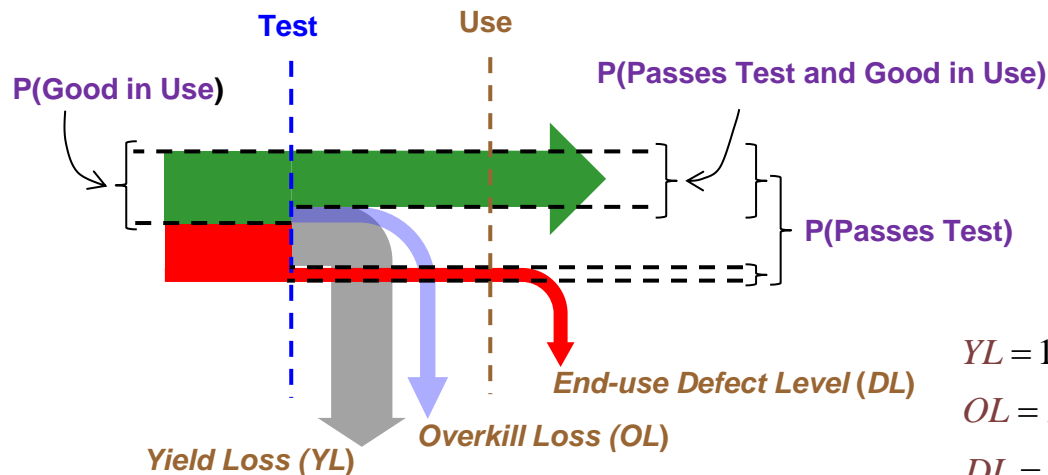 Test
Use
P(Good in Use)
P(Passes Test and Good in Use)
P(Passes Test)
YL = 1
End-use Defect Level (DL)
OL =
Overkill Loss (OL)
DL =
Yield Loss (YL)